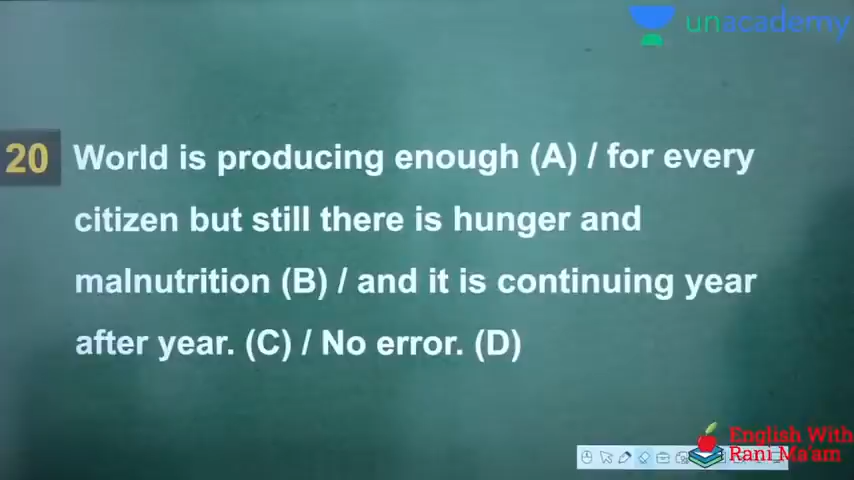 unacademy
20 World is producing enough (A) / for every
citizen but still there is hunger and
malnutrition (B) / and it is continuing year
after year. (C) / No error. (D)
English With
Rani Ma'am